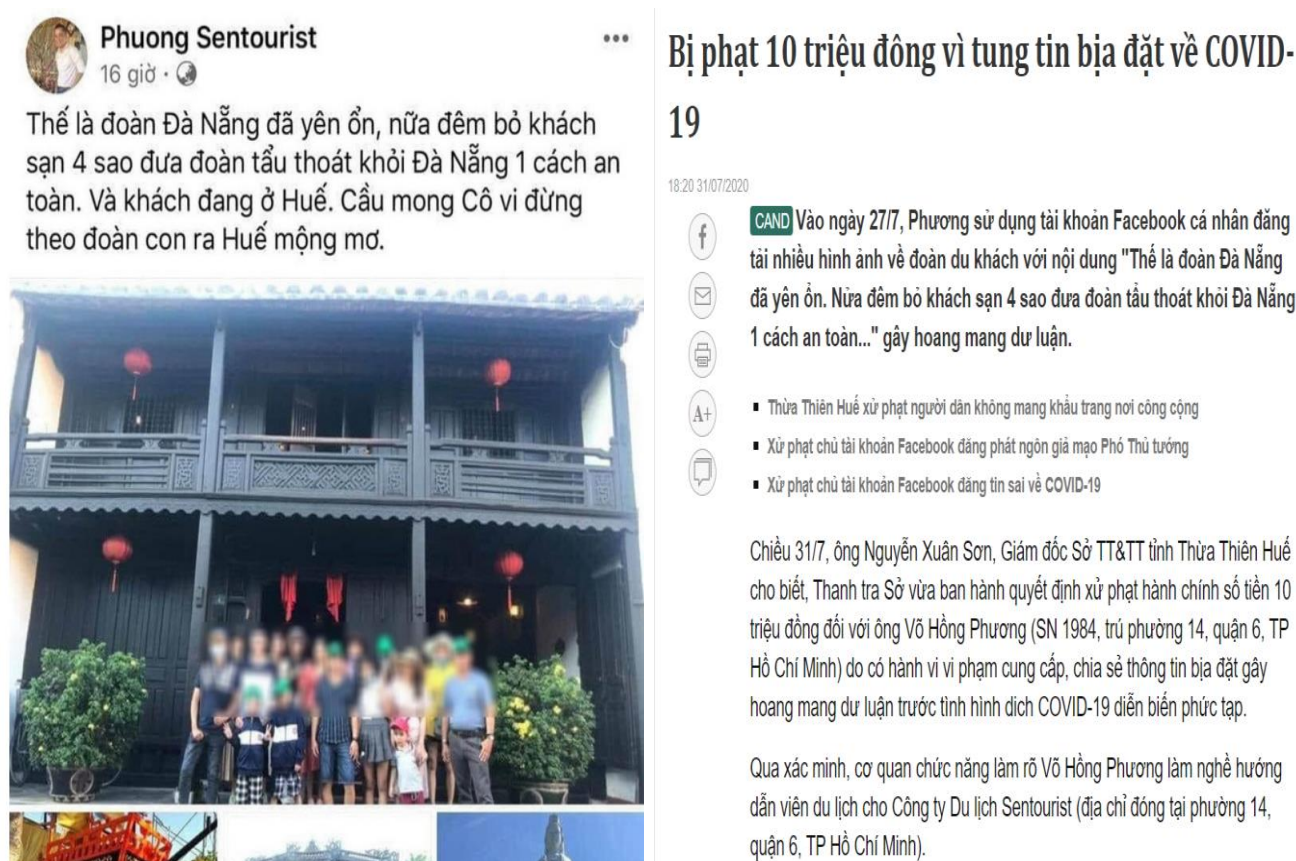 Phuong Sentourist
16 giờ ·
Thế là đoàn Đà Nẵng đã yên ổn, nữa đêm bỏ khách
sạn 4 sao đưa đoàn tẩu thoát khỏi Đà Nẵng 1 cách an
toàn. Và khách đang ở Huế. Cầu mong Cô vi đừng
theo đoàn con ra Huế mộng mơ.
Bị phạt 10 triệu đồng vì tung tin bịa đặt về COVID-
19
18:20 31/07/2020
CAND Vào ngày 27/7, Phương sử dụng tài khoản Facebook cá nhân đăng
tải nhiều hình ảnh về đoàn du khách với nội dung "Thế là đoàn Đà Nẵng
đã yên ổn. Nửa đêm bỏ khách sạn 4 sao đưa đoàn tẩu thoát khỏi Đà Nẵng
1 cách an toàn..." gây hoang mang dư luận.
Thừa Thiên Huế xử phạt người dân không mang khẩu trang nơi công cộng
Xử phạt chủ tài khoản Facebook đăng phát ngôn giả mạo Phó Thủ tướng
Xử phạt chủ tài khoản Facebook đăng tin sai về COVID-19
A+
Chiều 31/7, ông Nguyễn Xuân Sơn, Giám đốc Sở TT&TT tỉnh Thừa Thiên Huế
cho biết, Thanh tra Sở vừa ban hành quyết định xử phạt hành chính số tiền 10
triệu đồng đối với ông Võ Hồng Phương (SN 1984, trú phường 14, quận 6, TP
Hồ Chí Minh) do có hành vi vi phạm cung cấp, chia sẻ thông tin bịa đặt gây
hoang mang dư luận trước tình hình dich COVID-19 diễn biến phức tạp.
Qua xác minh, cơ quan chức năng làm rõ Võ Hồng Phương làm nghề hướng
dẫn viên du lịch cho Công ty Du lịch Sentourist (địa chỉ đóng tại phường 14,
quận 6, TP Hồ Chí Minh).